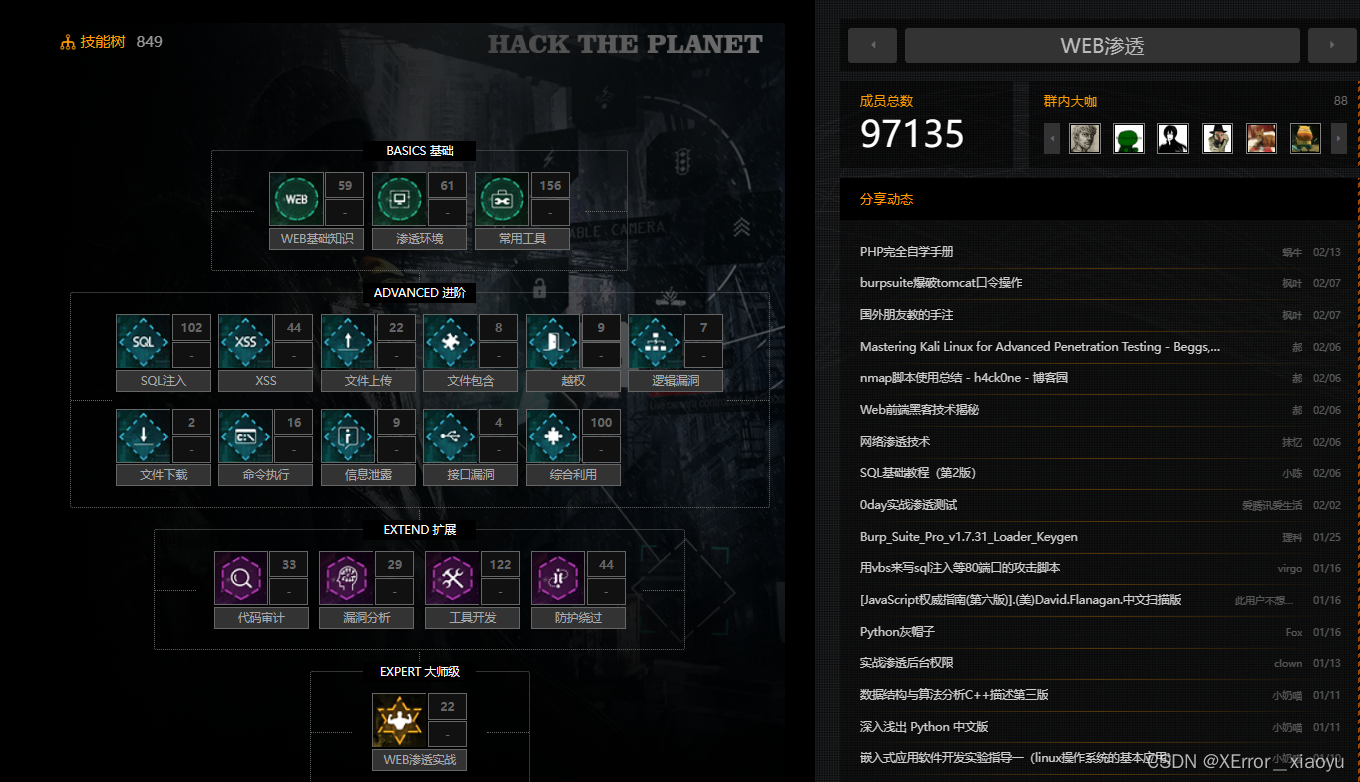 技能树 849
HACK THE PLANET
BASICS 基础
WEB 59 61 156
- - -
WEB基础知识 渗透环境 常用工具
ABLE CAMERA
ADVANCED 进阶
SQL 102 XSS 44 22 8 9 7
- - - - - -
SQL注入 XSS 文件上传 文件包含 越权 逻辑漏洞
2 C:\ 16 9 4 100
- - - - -
文件下载 命令执行 信息泄露 接口漏洞 综合利用
EXTEND 扩展
33 29 122 44
- - - -
代码审计 漏洞分析 工具开发 防护绕过
EXPERT 大师级
22
-
WEB渗透实战
WEB渗透
成员总数
97135
群内大咖 88
分享动态
PHP完全自学手册 蜗牛 02/13
burpsuite爆破tomcat口令操作 枫叶 02/07
国外朋友教的手注 枫叶 02/07
Mastering Kali Linux for Advanced Penetration Testing - Beggs,... 郝 02/06
nmap脚本使用总结 - h4ck0ne - 博客园 郝 02/06
Web前端黑客技术揭秘 郝 02/06
网络渗透技术 抹忆 02/06
SQL基础教程（第2版） 小陈 02/06
0day实战渗透测试 爱腾讯爱生活 02/02
Burp_Suite_Pro_v1.7.31_Loader_Keygen 理科 01/25
用vbs来写sql注入等80端口的攻击脚本 virgo 01/16
[JavaScript权威指南(第六版)].(美)David.Flanagan.中文扫描版 此用户不想... 01/16
Python灰帽子 Fox 01/16
实战渗透后台权限 clown 01/13
数据结构与算法分析C++描述第三版 小奶喵 01/11
深入浅出 Python 中文版 小奶喵 01/11
嵌入式应用软件开发实验指导一（linux操作系统的基本应用）
CSDN @XError_xiaoyu